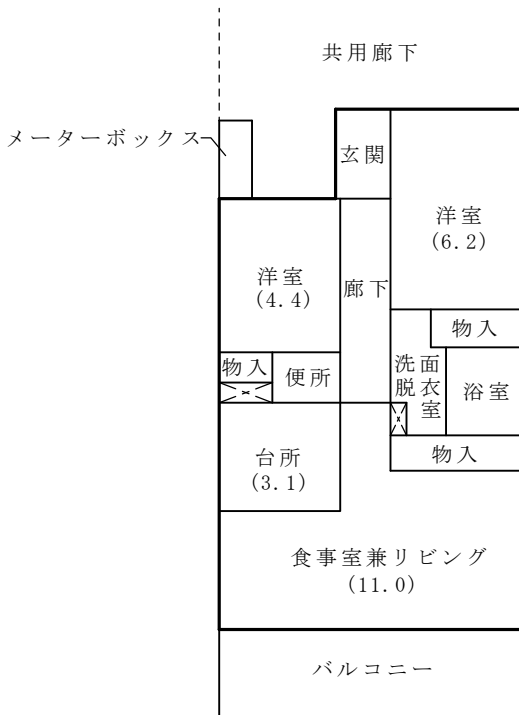 共用廊下
メーターボックス
玄関
洋室
(6.2)
洋室
(4.4)
廊下
物入
物入
便所
洗面
脱衣室
浴室
物入
台所
(3.1)
食事室兼リビング
(11.0)
バルコニー